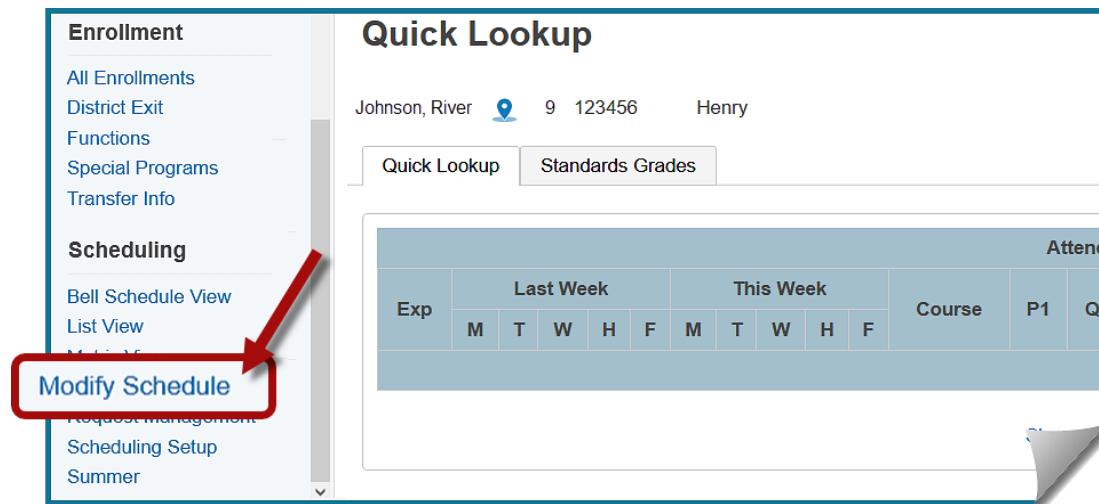 Enrollment
All Enrollments
District Exit
Functions
Special Programs
Transfer Info
Scheduling
Bell Schedule View
List View
Modify Schedule
Request Management
Scheduling Setup
Summer
Quick Lookup
Johnson, River 9 123456 Henry
Quick Lookup Standards Grades
Exp Last Week This Week Course P1
M T W H F M T W H F